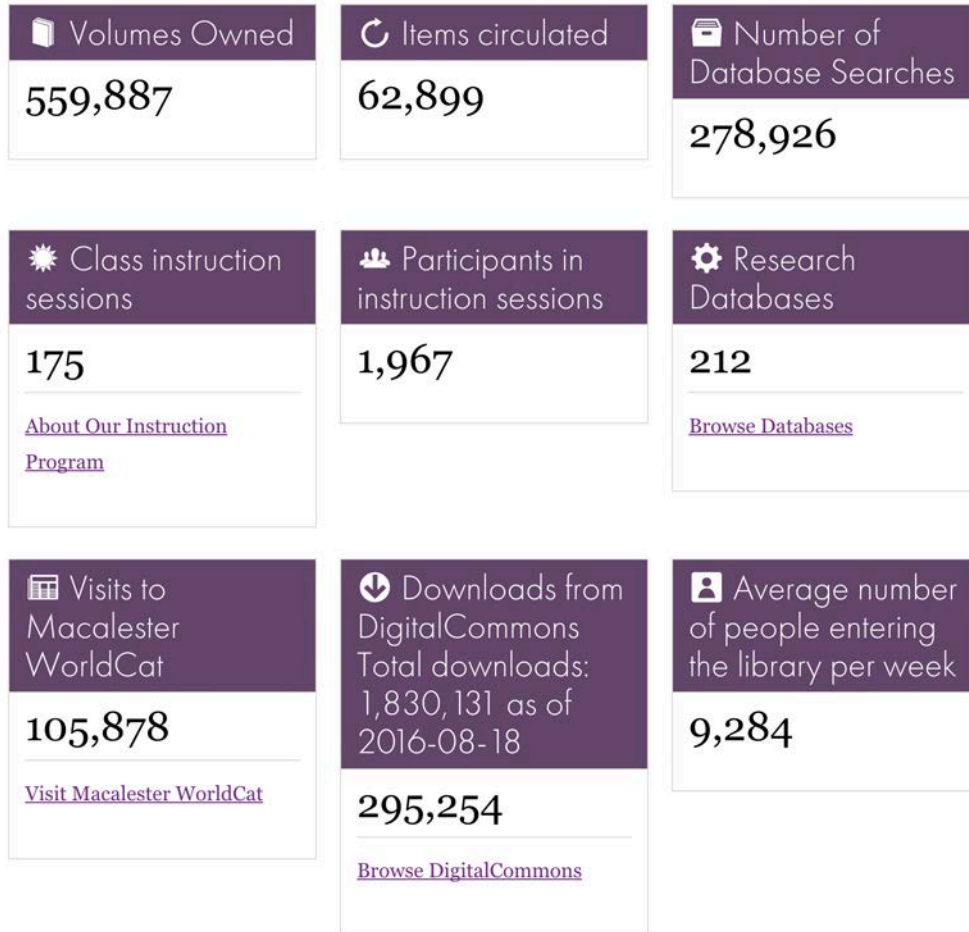 Volumes Owned
559,887
Items circulated
62,899
Number of
Database Searches
278,926
Class instruction
sessions
175
About Our Instruction
Program
Participants in
instruction sessions
1,967
Research
Databases
212
Browse Databases
Visits to
Macalester
WorldCat
105,878
Visit Macalester WorldCat
Downloads from
DigitalCommons
Total downloads:
1,830,131 as of
2016-08-18
295,254
Browse DigitalCommons
Average number
of people entering
the library per week
9,284